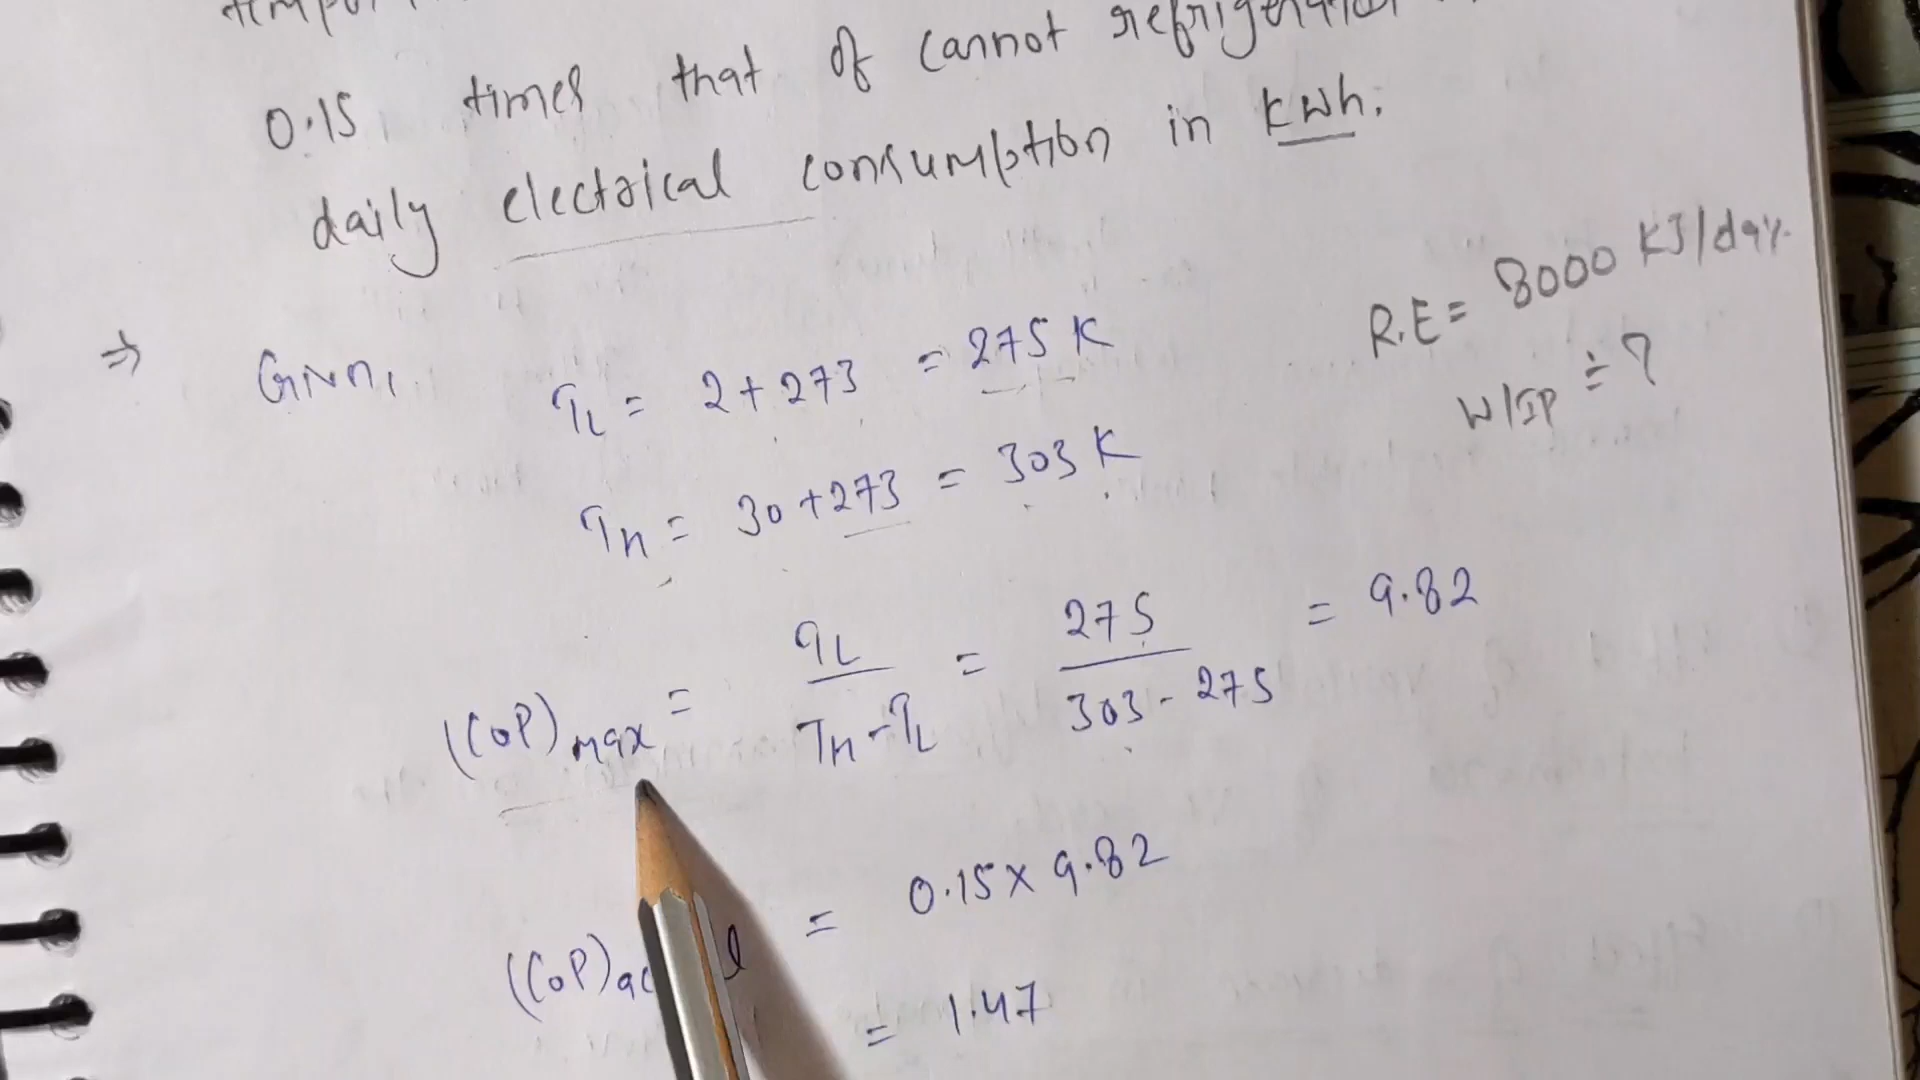 0.15 times that of cannot refrigerator
daily electrical consumption in kwh.
⇒ Given,
TL = 2 + 273 = 275 K
R.E = 8000 KJ/day.
W/IP = ?
TH = 30 + 273 = 303 K
(COP)max = TL / TH - TL = 275 / 303 - 275 = 9.82
= 0.15 × 9.82
= 1.47